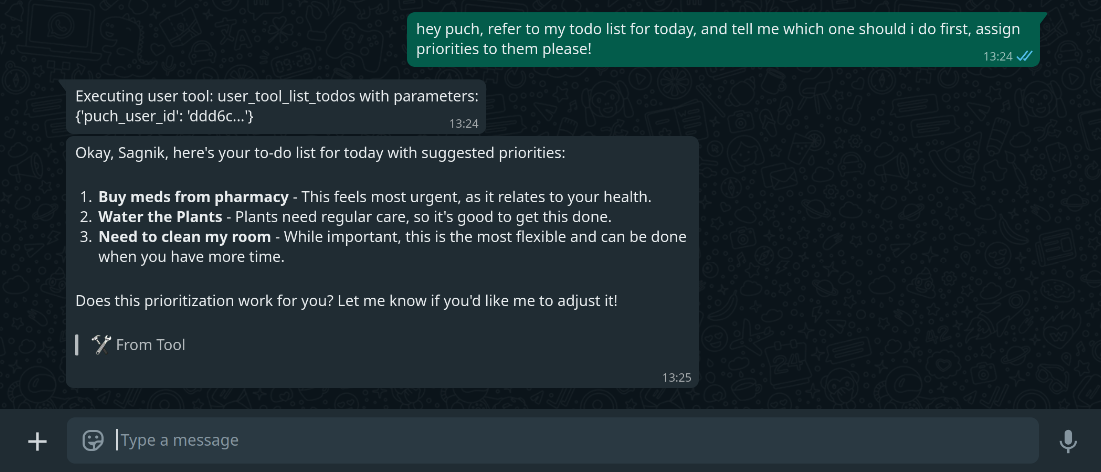 hey puch, refer to my todo list for today, and tell me which one should i do first, assign
priorities to them please!
13:24
Executing user tool: user_tool_list_todos with parameters:
{'puch_user_id': 'ddd6c...'}
13:24
Okay, Sagnik, here's your to-do list for today with suggested priorities:
1. Buy meds from pharmacy - This feels most urgent, as it relates to your health.
2. Water the Plants - Plants need regular care, so it's good to get this done.
3. Need to clean my room - While important, this is the most flexible and can be done
when you have more time.
Does this prioritization work for you? Let me know if you'd like me to adjust it!
From Tool
13:25
Type a message